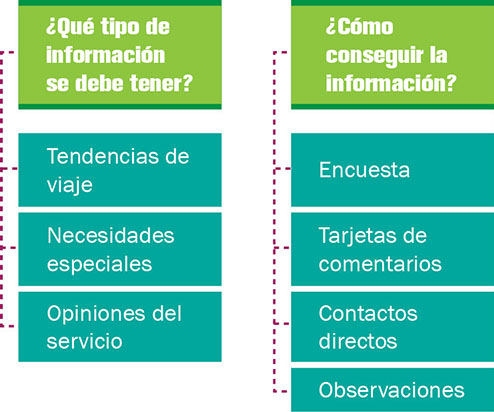 ¿Qué tipo de
información
se debe tener?
Tendencias de
viaje
Necesidades
especiales
Opiniones del
servicio
¿Cómo
conseguir la
información?
Encuesta
Tarjetas de
comentarios
Contactos
directos
Observaciones